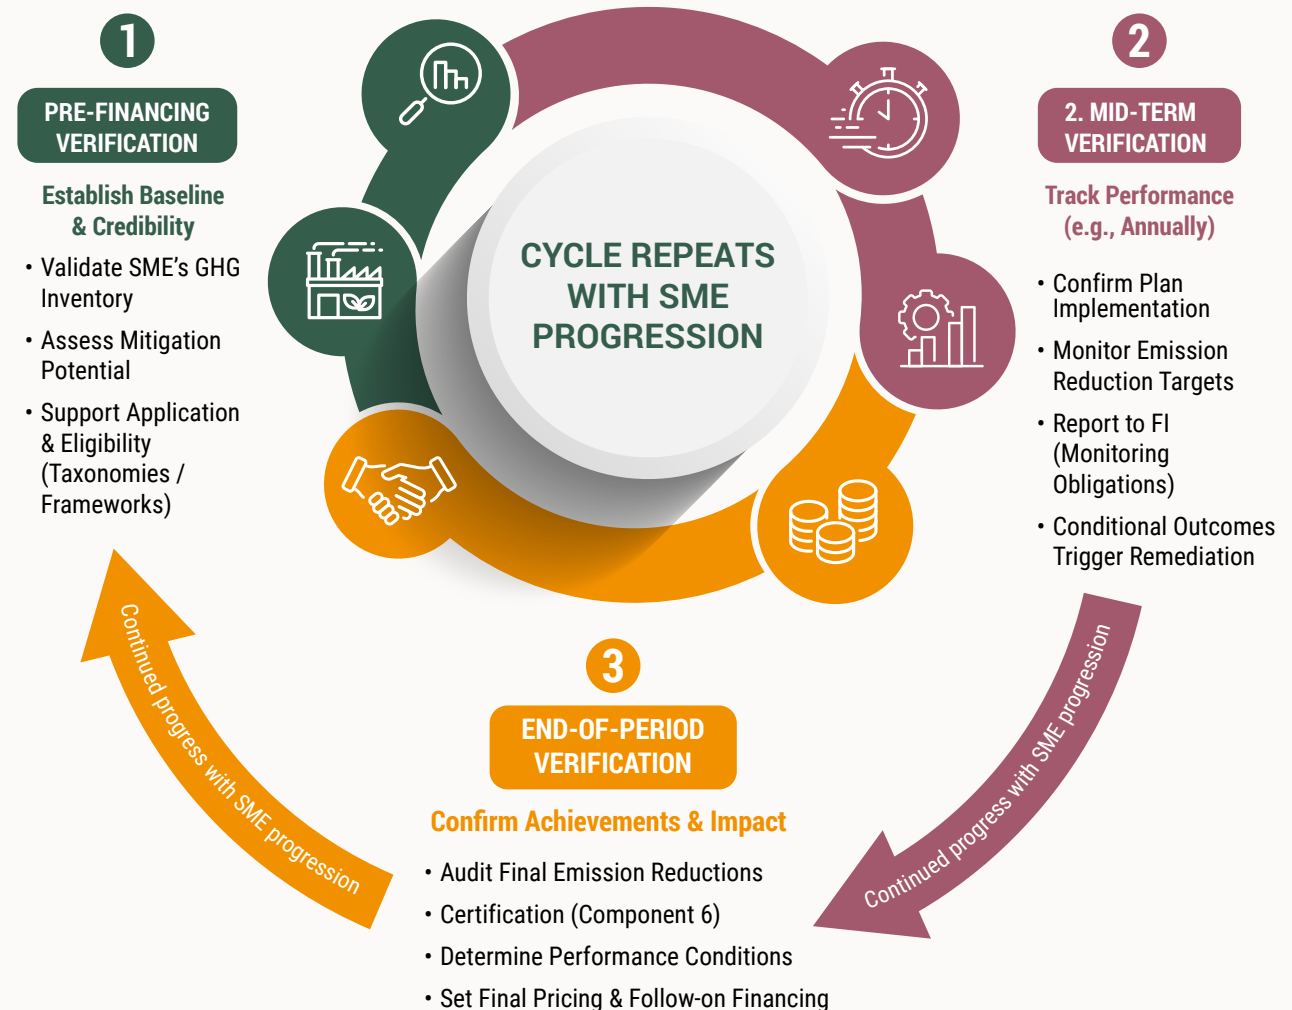 1
PRE-FINANCING
VERIFICATION
Establish Baseline
& Credibility
• Validate SME's GHG
Inventory
• Assess Mitigation
Potential
• Support Application
& Eligibility
(Taxonomies /
Frameworks)
CYCLE REPEATS
WITH SME
PROGRESSION
2
2. MID-TERM
VERIFICATION
Track Performance
(e.g., Annually)
• Confirm Plan
Implementation
• Monitor Emission
Reduction Targets
• Report to FI
(Monitoring
Obligations)
• Conditional Outcomes
Trigger Remediation
Continued progress with SME progression
3
END-OF-PERIOD
VERIFICATION
Confirm Achievements & Impact
• Audit Final Emission Reductions
• Certification (Component 6)
• Determine Performance Conditions
• Set Final Pricing & Follow-on Financing
Continued progress with SME progression